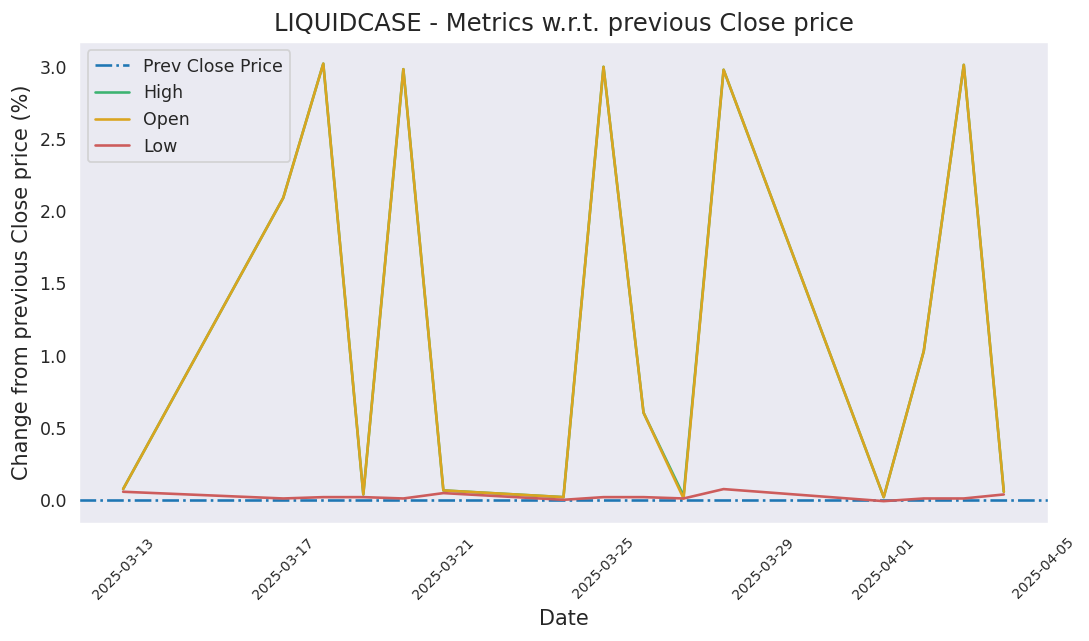 LIQUIDCASE - Metrics w.r.t. previous Close price
Prev Close Price
High
Open
Low
Change from previous Close price (%)
3.0
2.5
2.0
1.5
1.0
0.5
0.0
2025-03-13
2025-03-17
2025-03-21
2025-03-25
2025-03-29
2025-04-01
2025-04-05
Date